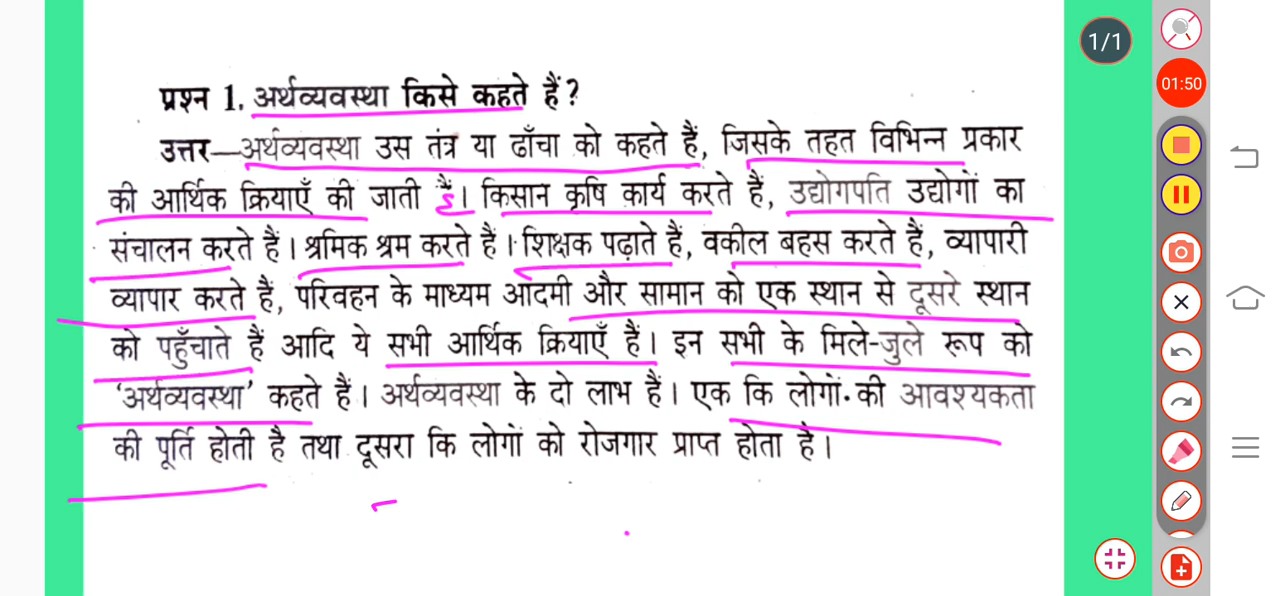 1/1
01:50
प्रश्न 1. अर्थव्यवस्था किसे कहते हैं?
उत्तर—अर्थव्यवस्था उस तंत्र या ढाँचा को कहते हैं, जिसके तहत विभिन्न प्रकार
की आर्थिक क्रियाएँ की जाती हैं। किसान कृषि कार्य करते हैं, उद्योगपति उद्योगों का
संचालन करते हैं। श्रमिक श्रम करते हैं। शिक्षक पढ़ाते हैं, वकील बहस करते हैं, व्यापारी
व्यापार करते हैं, परिवहन के माध्यम आदमी और सामान को एक स्थान से दूसरे स्थान
को पहुँचाते हैं आदि ये सभी आर्थिक क्रियाएँ हैं। इन सभी के मिले-जुले रूप को
‘अर्थव्यवस्था’ कहते हैं। अर्थव्यवस्था के दो लाभ हैं। एक कि लोगों की आवश्यकता
की पूर्ति होती है तथा दूसरा कि लोगों को रोजगार प्राप्त होता है।